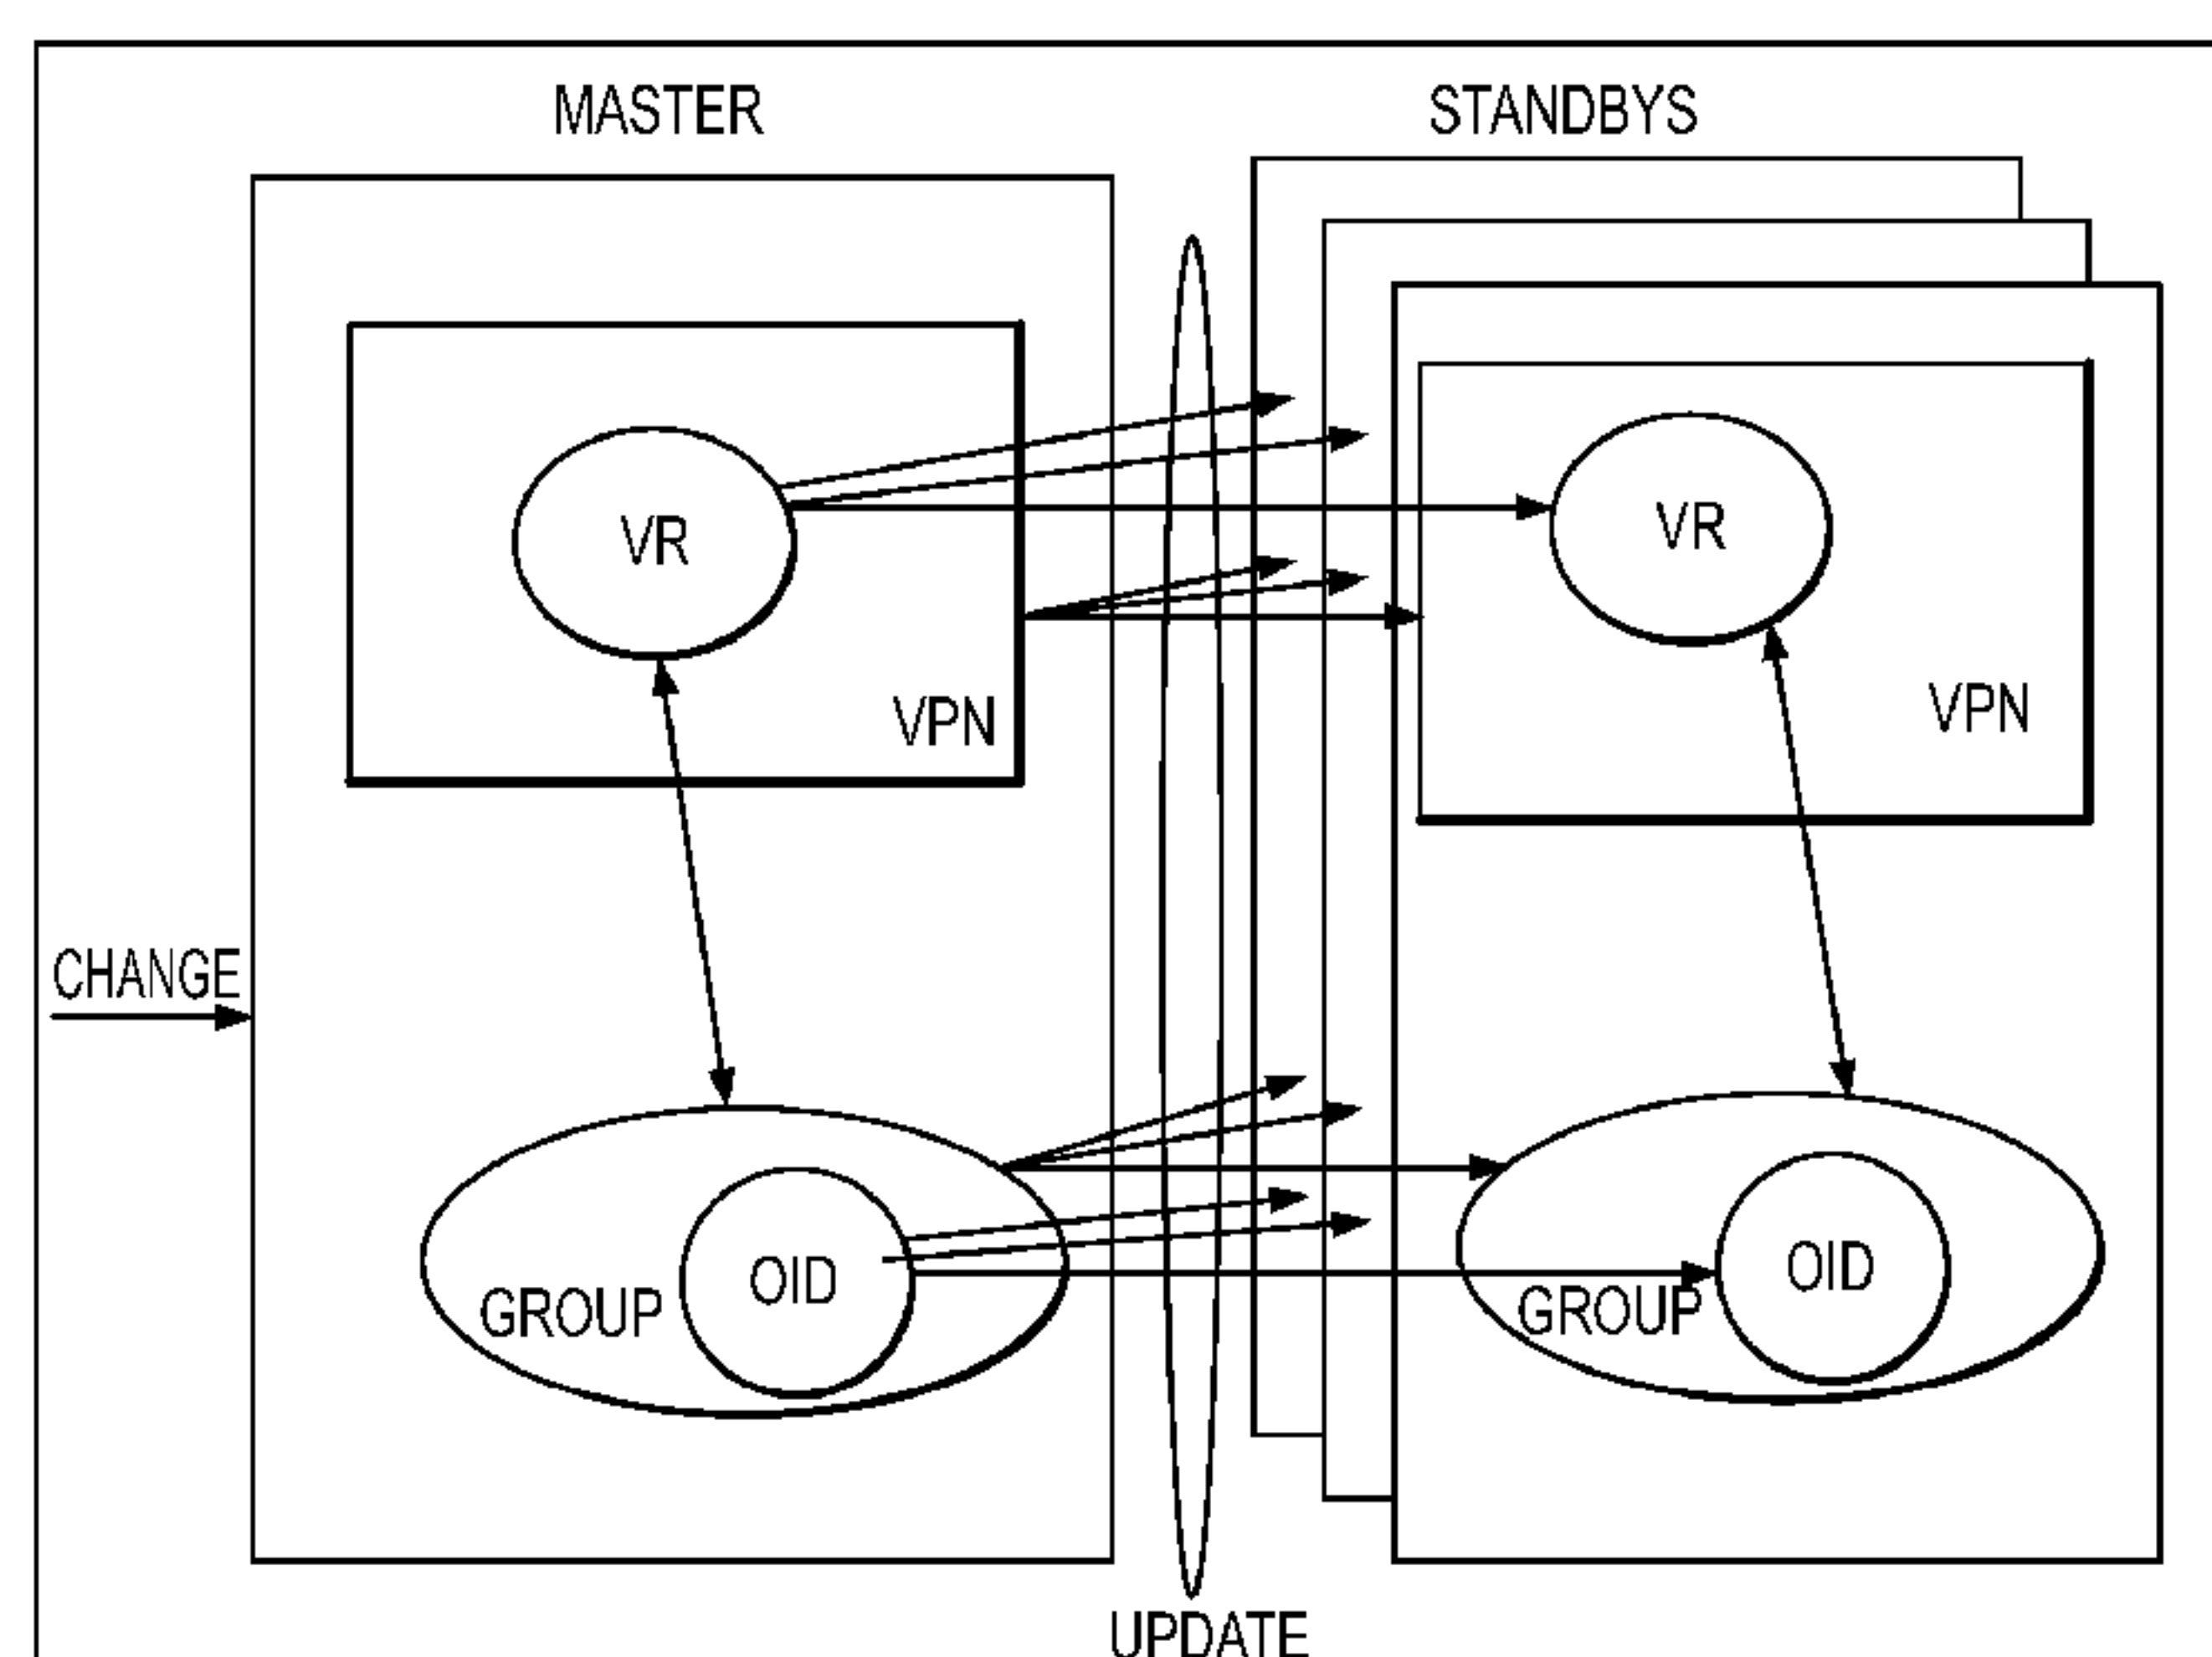 MASTER
STANDBYS
VR
VR
VPN
VPN
CHANGE
OID
GROUP
OID
GROUP
UPDATE